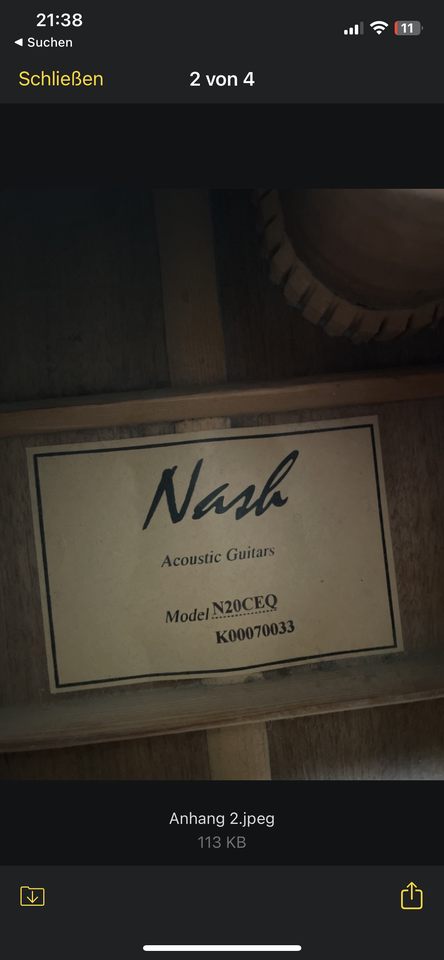 21:38
11
◀ Suchen
Schließen
2 von 4
Nash
Acoustic Guitars
Model N20CEQ
K00070033
Anhang 2.jpeg
113 KB